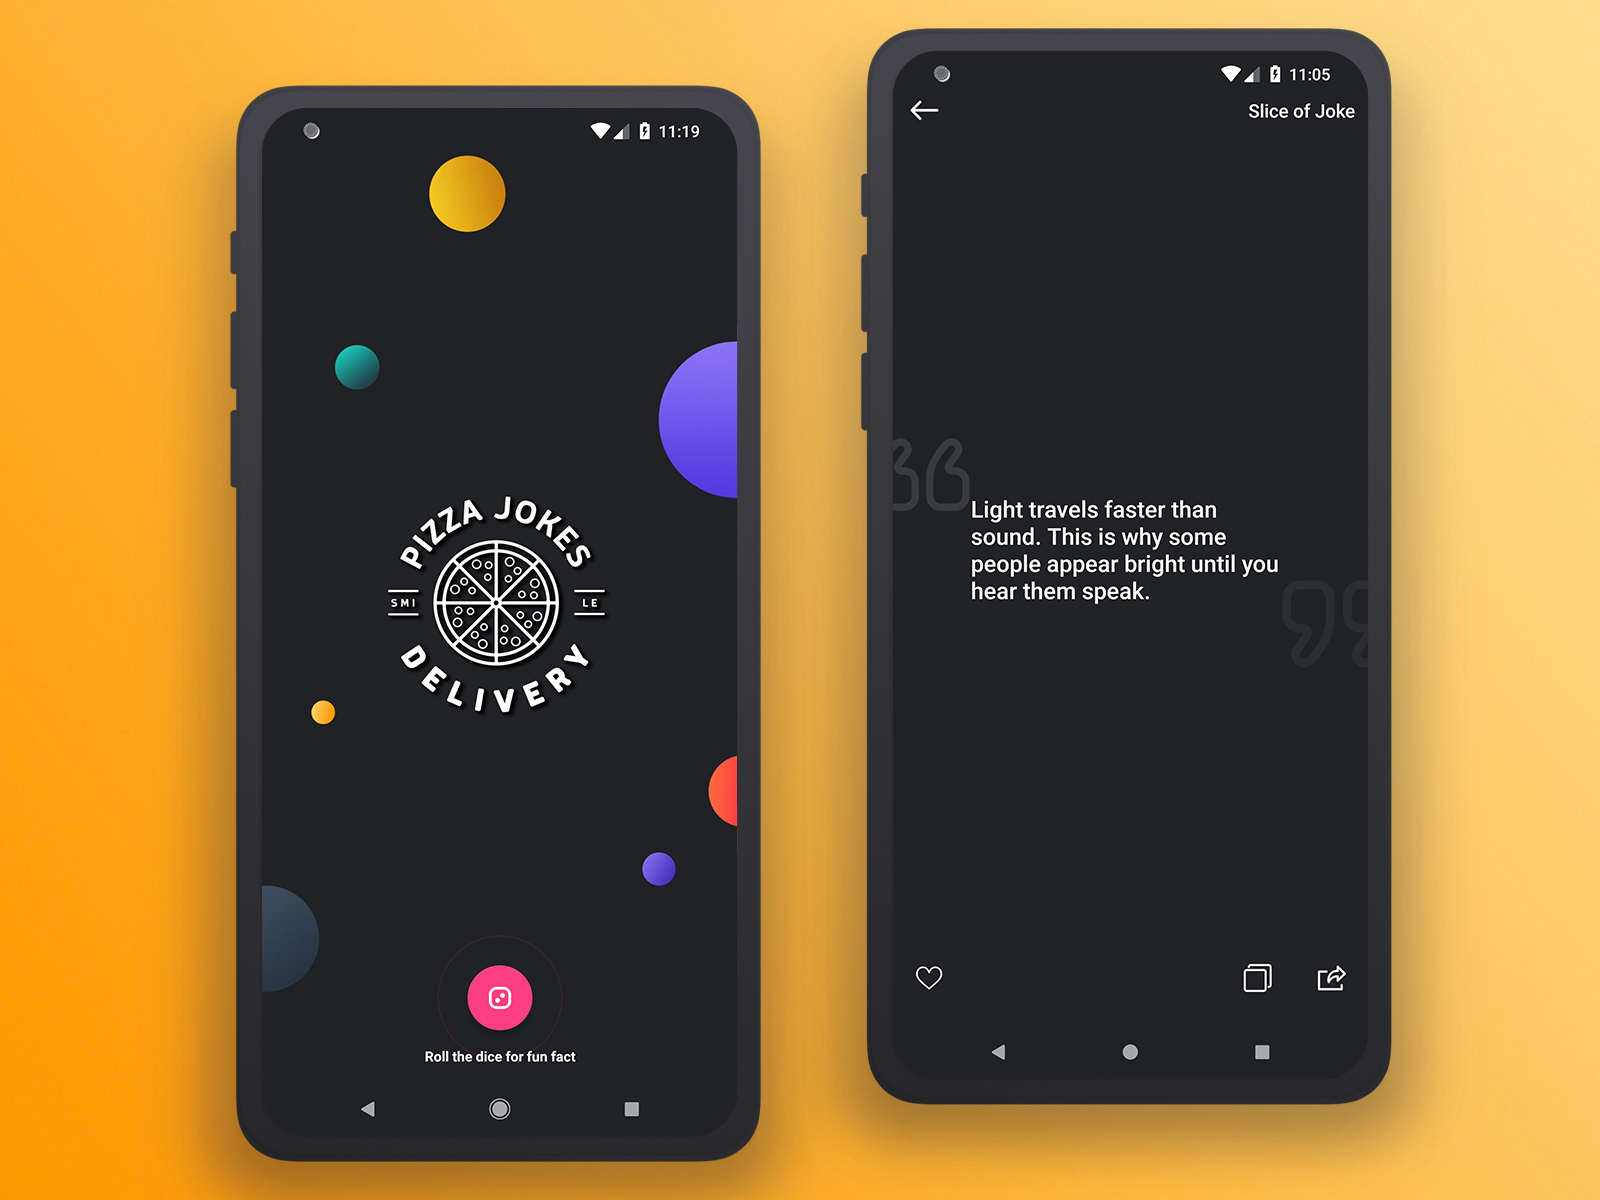 11:19
PIZZA JOKES
SMI LE
DELIVERY
Roll the dice for fun fact
11:05
Slice of Joke
Light travels faster than
sound. This is why some
people appear bright until you
hear them speak.